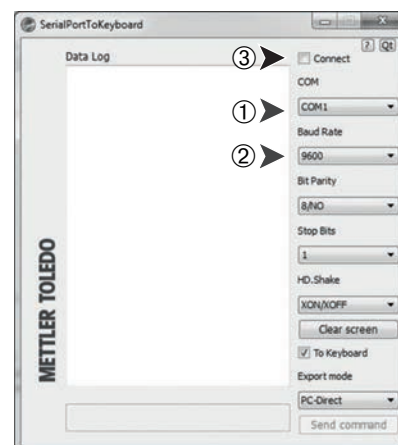 SerialPortToKeyboard
? Qt
Data Log
③ Connect
COM
① COM1
Baud Rate
② 9600
Bit Parity
8/NO
Stop Bits
1
HD.Shake
XON/XOFF
Clear screen
To Keyboard
Export mode
PC-Direct
Send command
METTLER TOLEDO